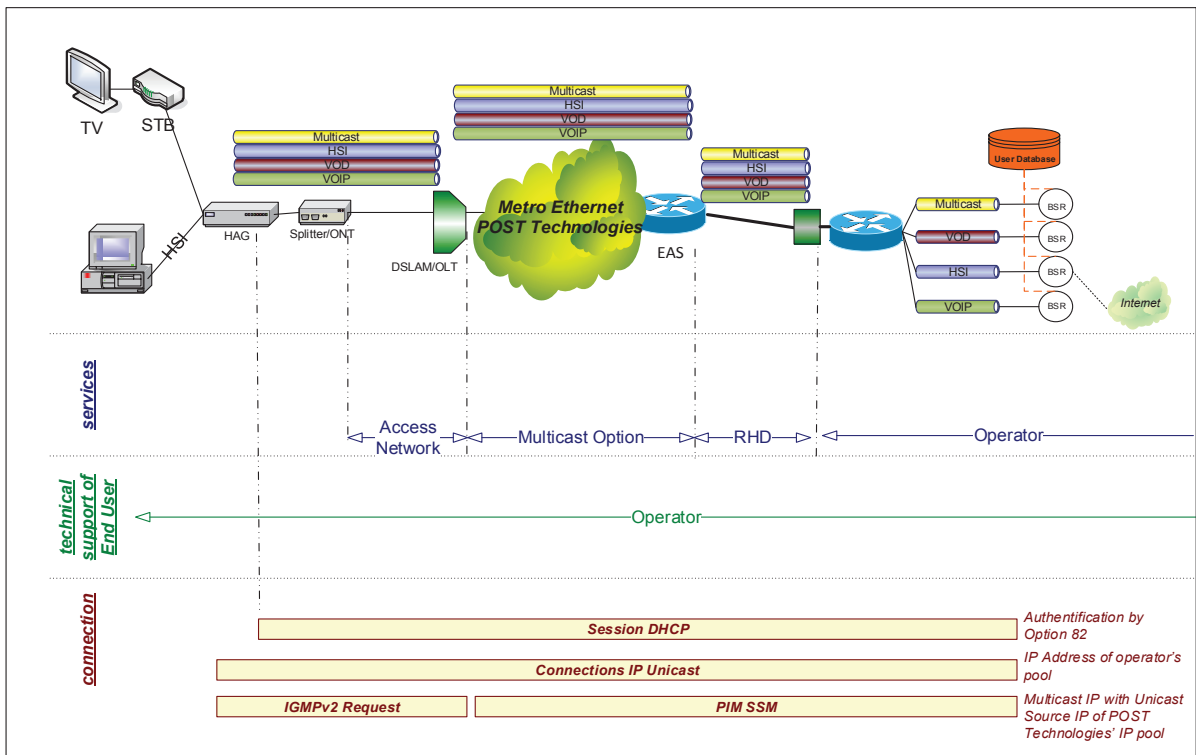 Multicast
HSI
VOD
VOIP
TV
STB
Multicast
HSI
VOD
VOIP
Multicast
HSI
VOD
VOIP
User Database
HSI
HAG
Splitter/ONT
DSLAM/OLT
Metro Ethernet
POST Technologies
EAS
Multicast
BSR
VOD
BSR
HSI
BSR
VOIP
BSR
Internet
services
Access
Network
Multicast Option
RHD
Operator
technical
support of
End User
Operator
connection
Session DHCP
Authentification by
Option 82
Connections IP Unicast
IP Address of operator's
pool
IGMPv2 Request
PIM SSM
Multicast IP with Unicast
Source IP of POST
Technologies' IP pool